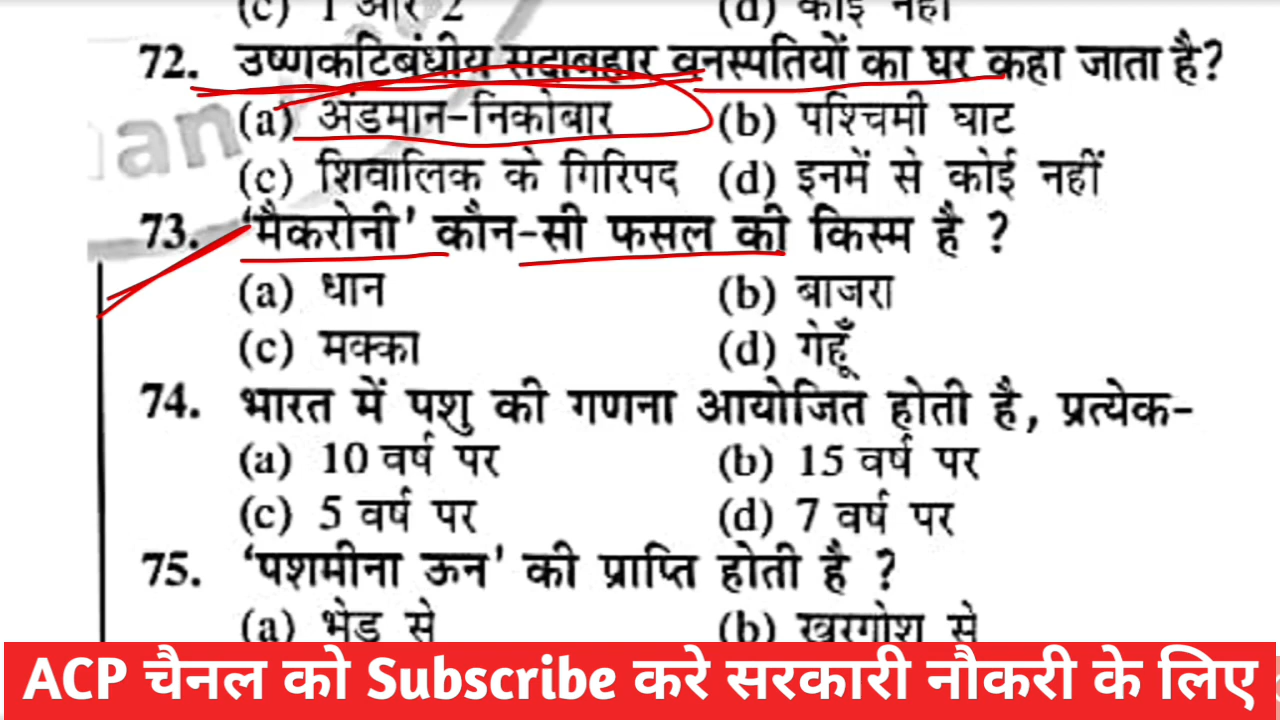 (c) 1 और 2 (d) कोई नहीं
72. उष्णकटिबंधीय सदाबहार वनस्पतियों का घर कहा जाता है?
(a) अंडमान-निकोबार (b) पश्चिमी घाट
(c) शिवालिक के गिरिपद (d) इनमें से कोई नहीं
73. 'मैकरोनी' कौन-सी फसल की किस्म है ?
(a) धान (b) बाजरा
(c) मक्का (d) गेहूँ
74. भारत में पशु की गणना आयोजित होती है, प्रत्येक-
(a) 10 वर्ष पर (b) 15 वर्ष पर
(c) 5 वर्ष पर (d) 7 वर्ष पर
75. 'पशमीना ऊन' की प्राप्ति होती है ?
(a) भेड़ से (b) खरगोश से
ACP चैनल को Subscribe करे सरकारी नौकरी के लिए